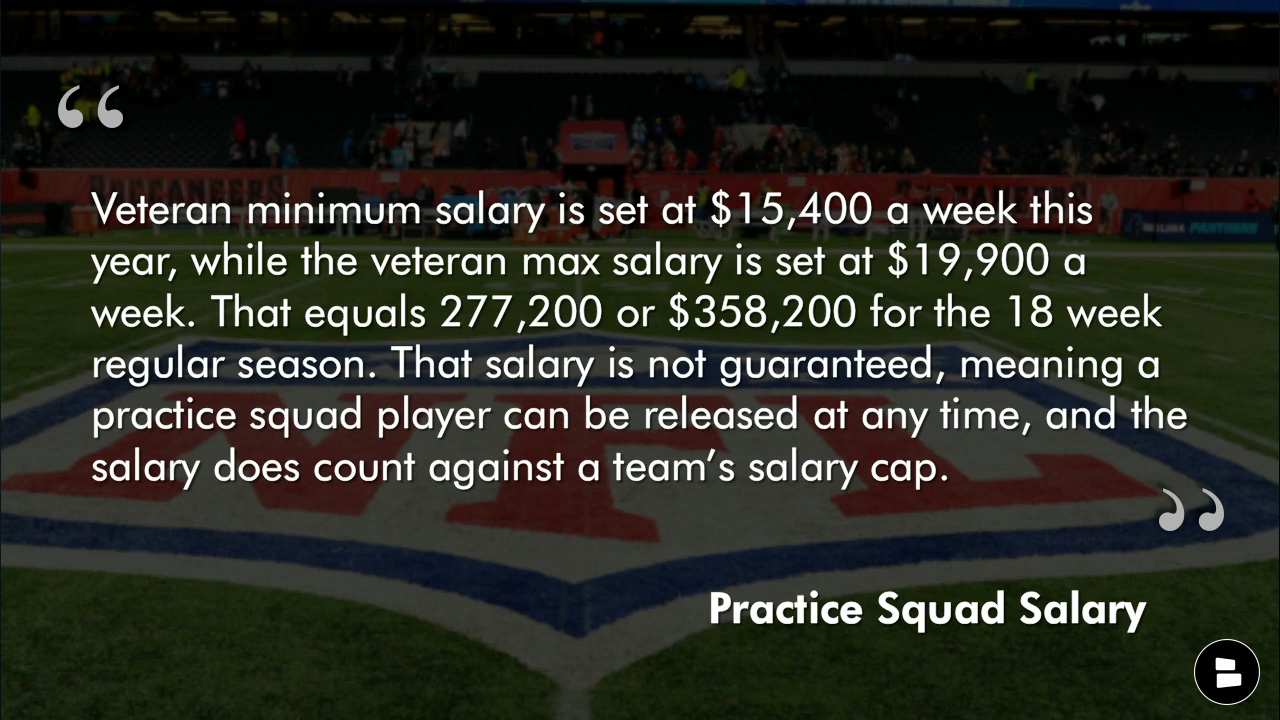 BUCCANEERS
PANTHERS
“
Veteran minimum salary is set at $15,400 a week this
year, while the veteran max salary is set at $19,900 a
week. That equals 277,200 or $358,200 for the 18 week
regular season. That salary is not guaranteed, meaning a
practice squad player can be released at any time, and the
salary does count against a team’s salary cap.
”
NFL
Practice Squad Salary